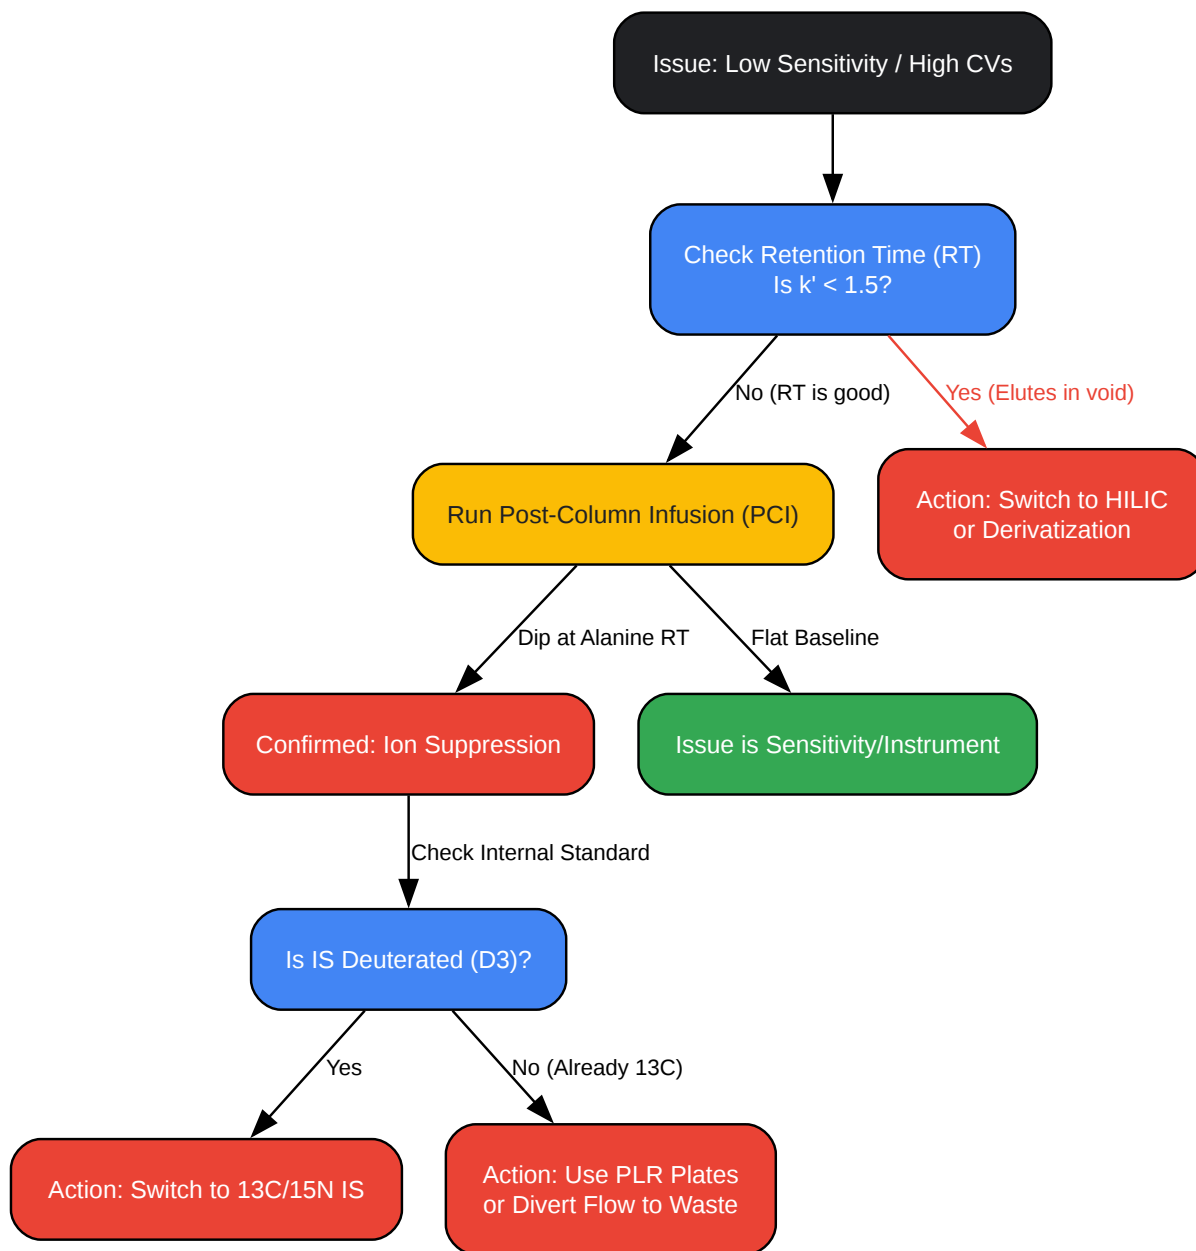 Issue: Low Sensitivity / High CVs
Check Retention Time (RT)
Is k' < 1.5?
No (RT is good)
Yes (Elutes in void)
Run Post-Column Infusion (PCI)
Action: Switch to HILIC
or Derivatization
Dip at Alanine RT
Flat Baseline
Confirmed: Ion Suppression
Issue is Sensitivity/Instrument
Check Internal Standard
Is IS Deuterated (D3)?
Yes
No (Already 13C)
Action: Switch to 13C/15N IS
Action: Use PLR Plates
or Divert Flow to Waste